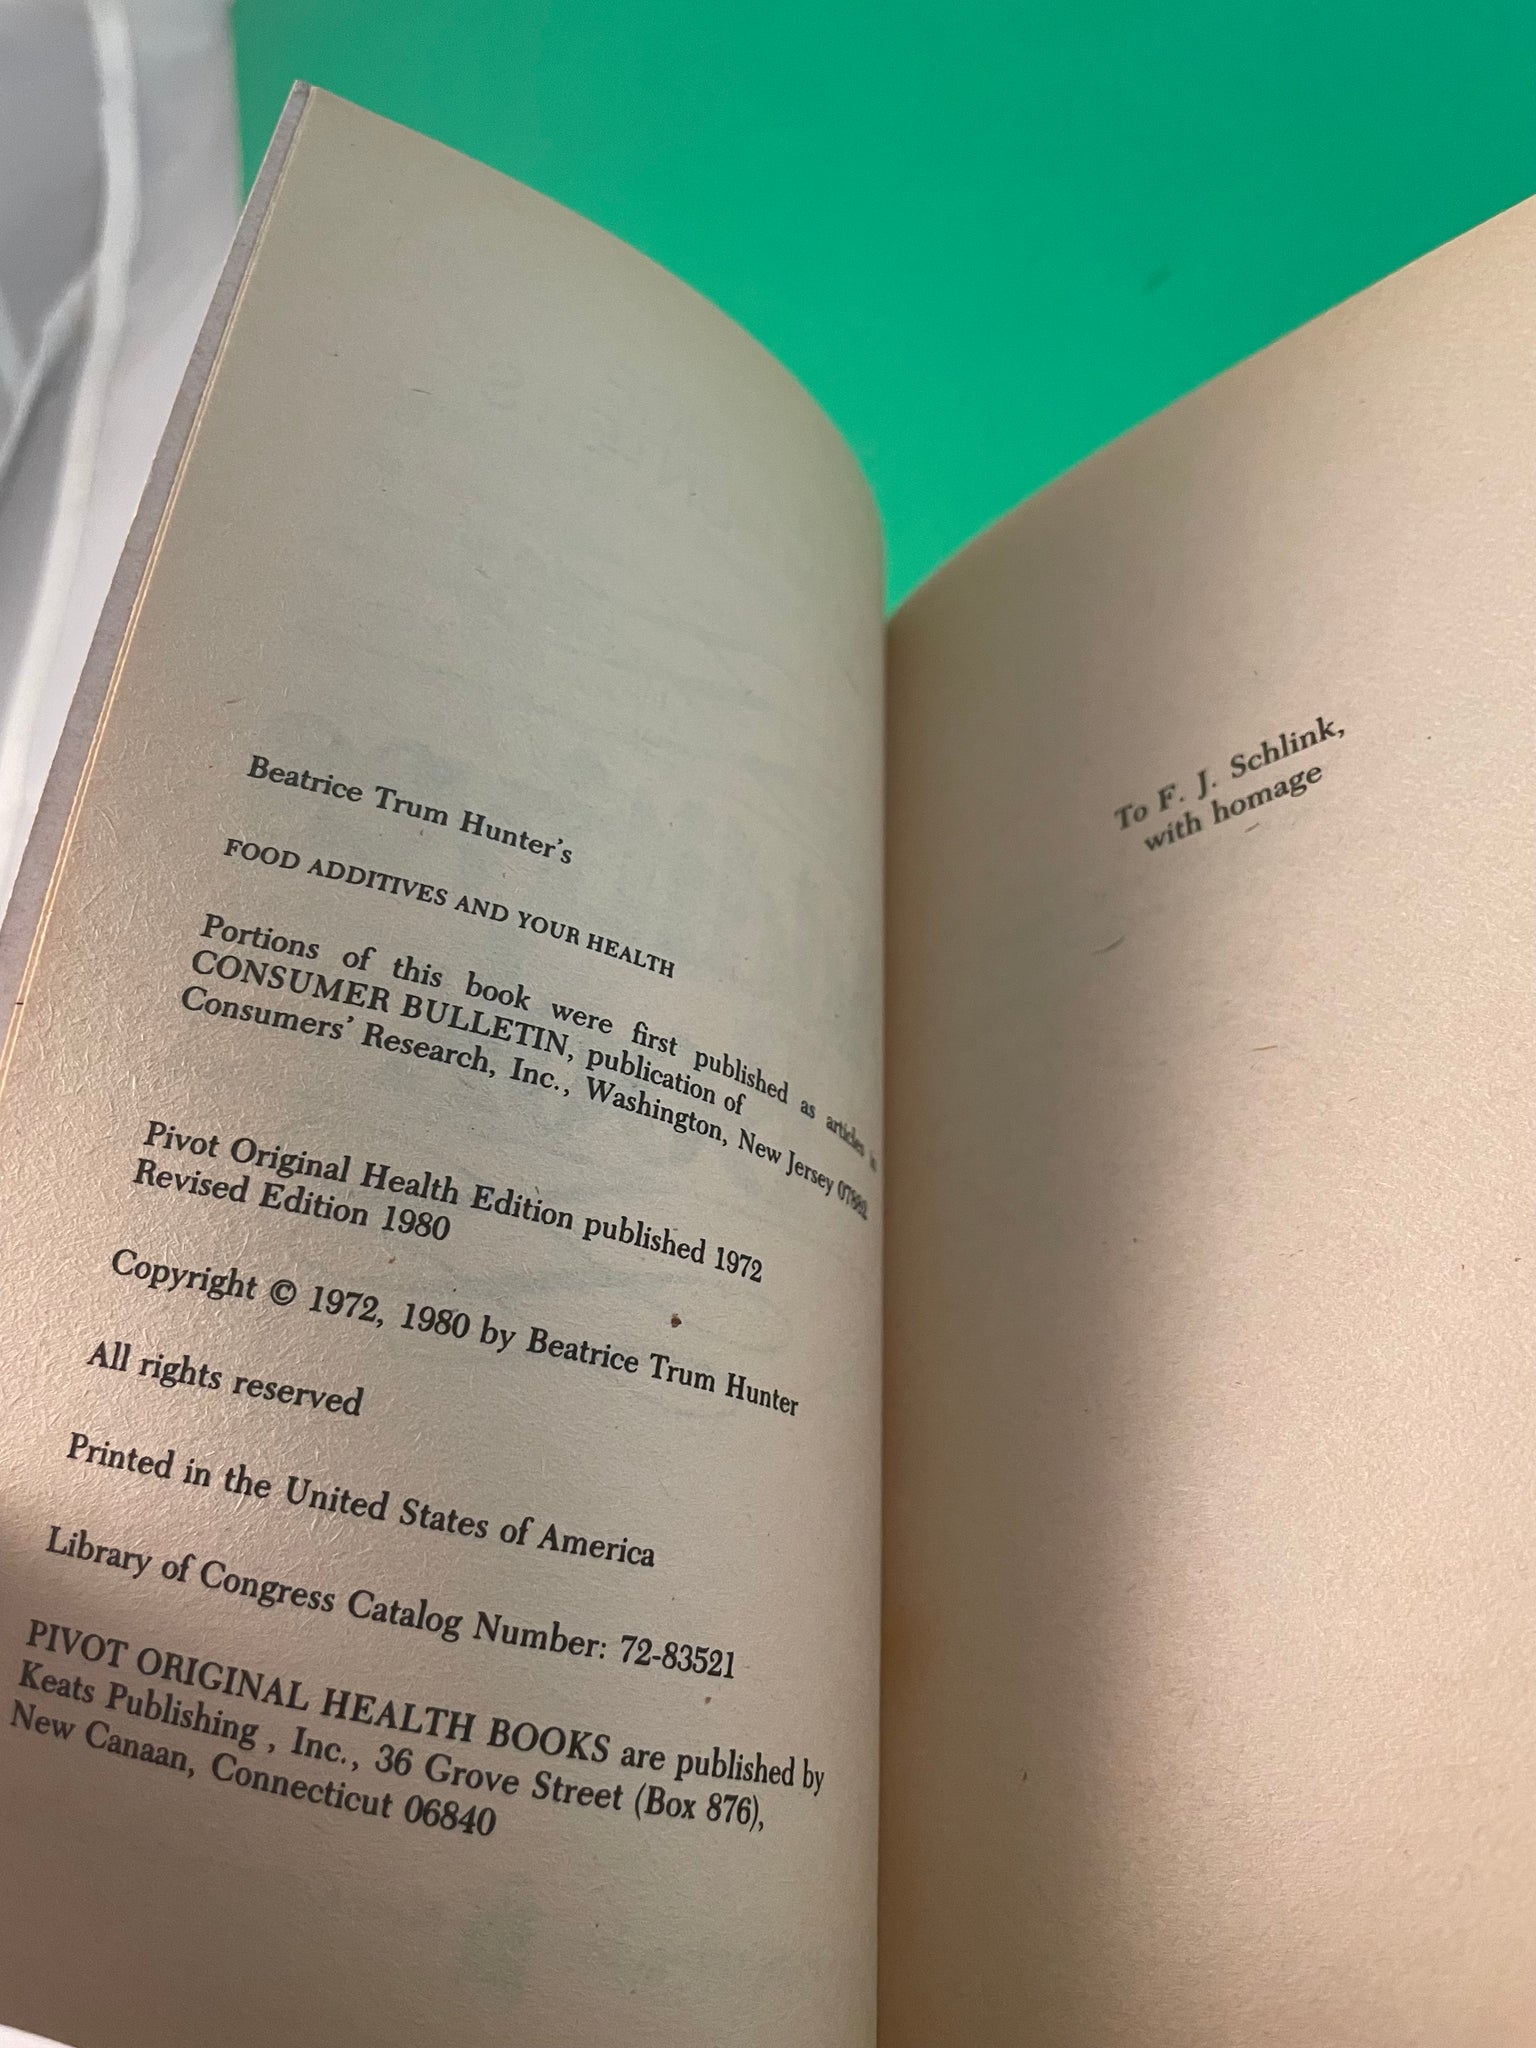 Beatrice Trum Hunter's
FOOD ADDITIVES AND YOUR HEALTH
Portions of this book were first published as articles in
CONSUMER BULLETIN, publication of
Consumers' Research, Inc., Washington, New Jersey 07882.
Pivot Original Health Edition published 1972
Revised Edition 1980
Copyright © 1972, 1980 by Beatrice Trum Hunter
All rights reserved
Printed in the United States of America
Library of Congress Catalog Number: 72-83521
PIVOT ORIGINAL HEALTH BOOKS are published by
Keats Publishing , Inc., 36 Grove Street (Box 876),
New Canaan, Connecticut 06840
To F. J. Schlink,
with homage